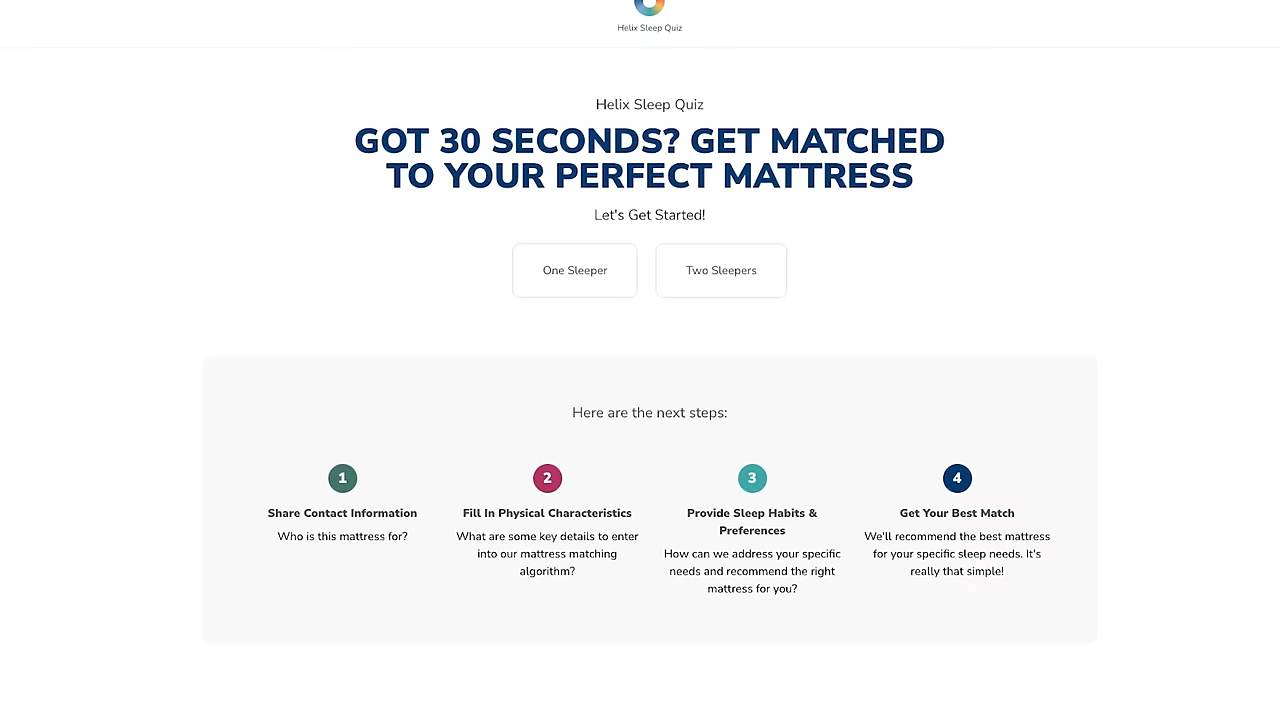 Helix Sleep Quiz
Helix Sleep Quiz
GOT 30 SECONDS? GET MATCHED
TO YOUR PERFECT MATTRESS
Let's Get Started!
One Sleeper
Two Sleepers
Here are the next steps:
1
Share Contact Information
Who is this mattress for?
2
Fill In Physical Characteristics
What are some key details to enter
into our mattress matching
algorithm?
3
Provide Sleep Habits &
Preferences
How can we address your specific
needs and recommend the right
mattress for you?
4
Get Your Best Match
We'll recommend the best mattress
for your specific sleep needs. It's
really that simple!